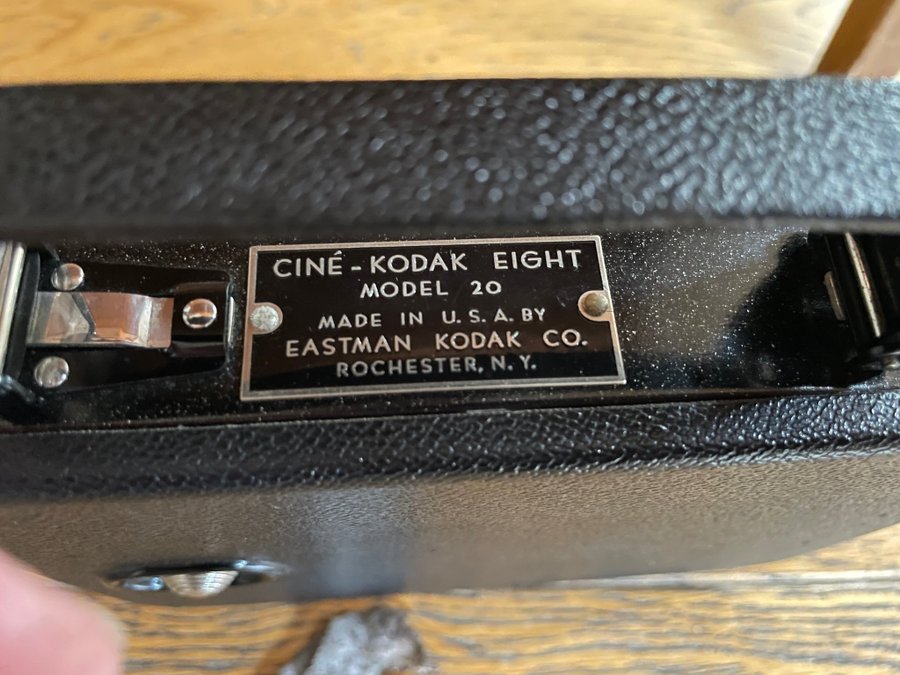 CINÉ-KODAK EIGHT
MODEL 20
MADE IN U.S.A. BY
EASTMAN KODAK CO.
ROCHESTER, N.Y.